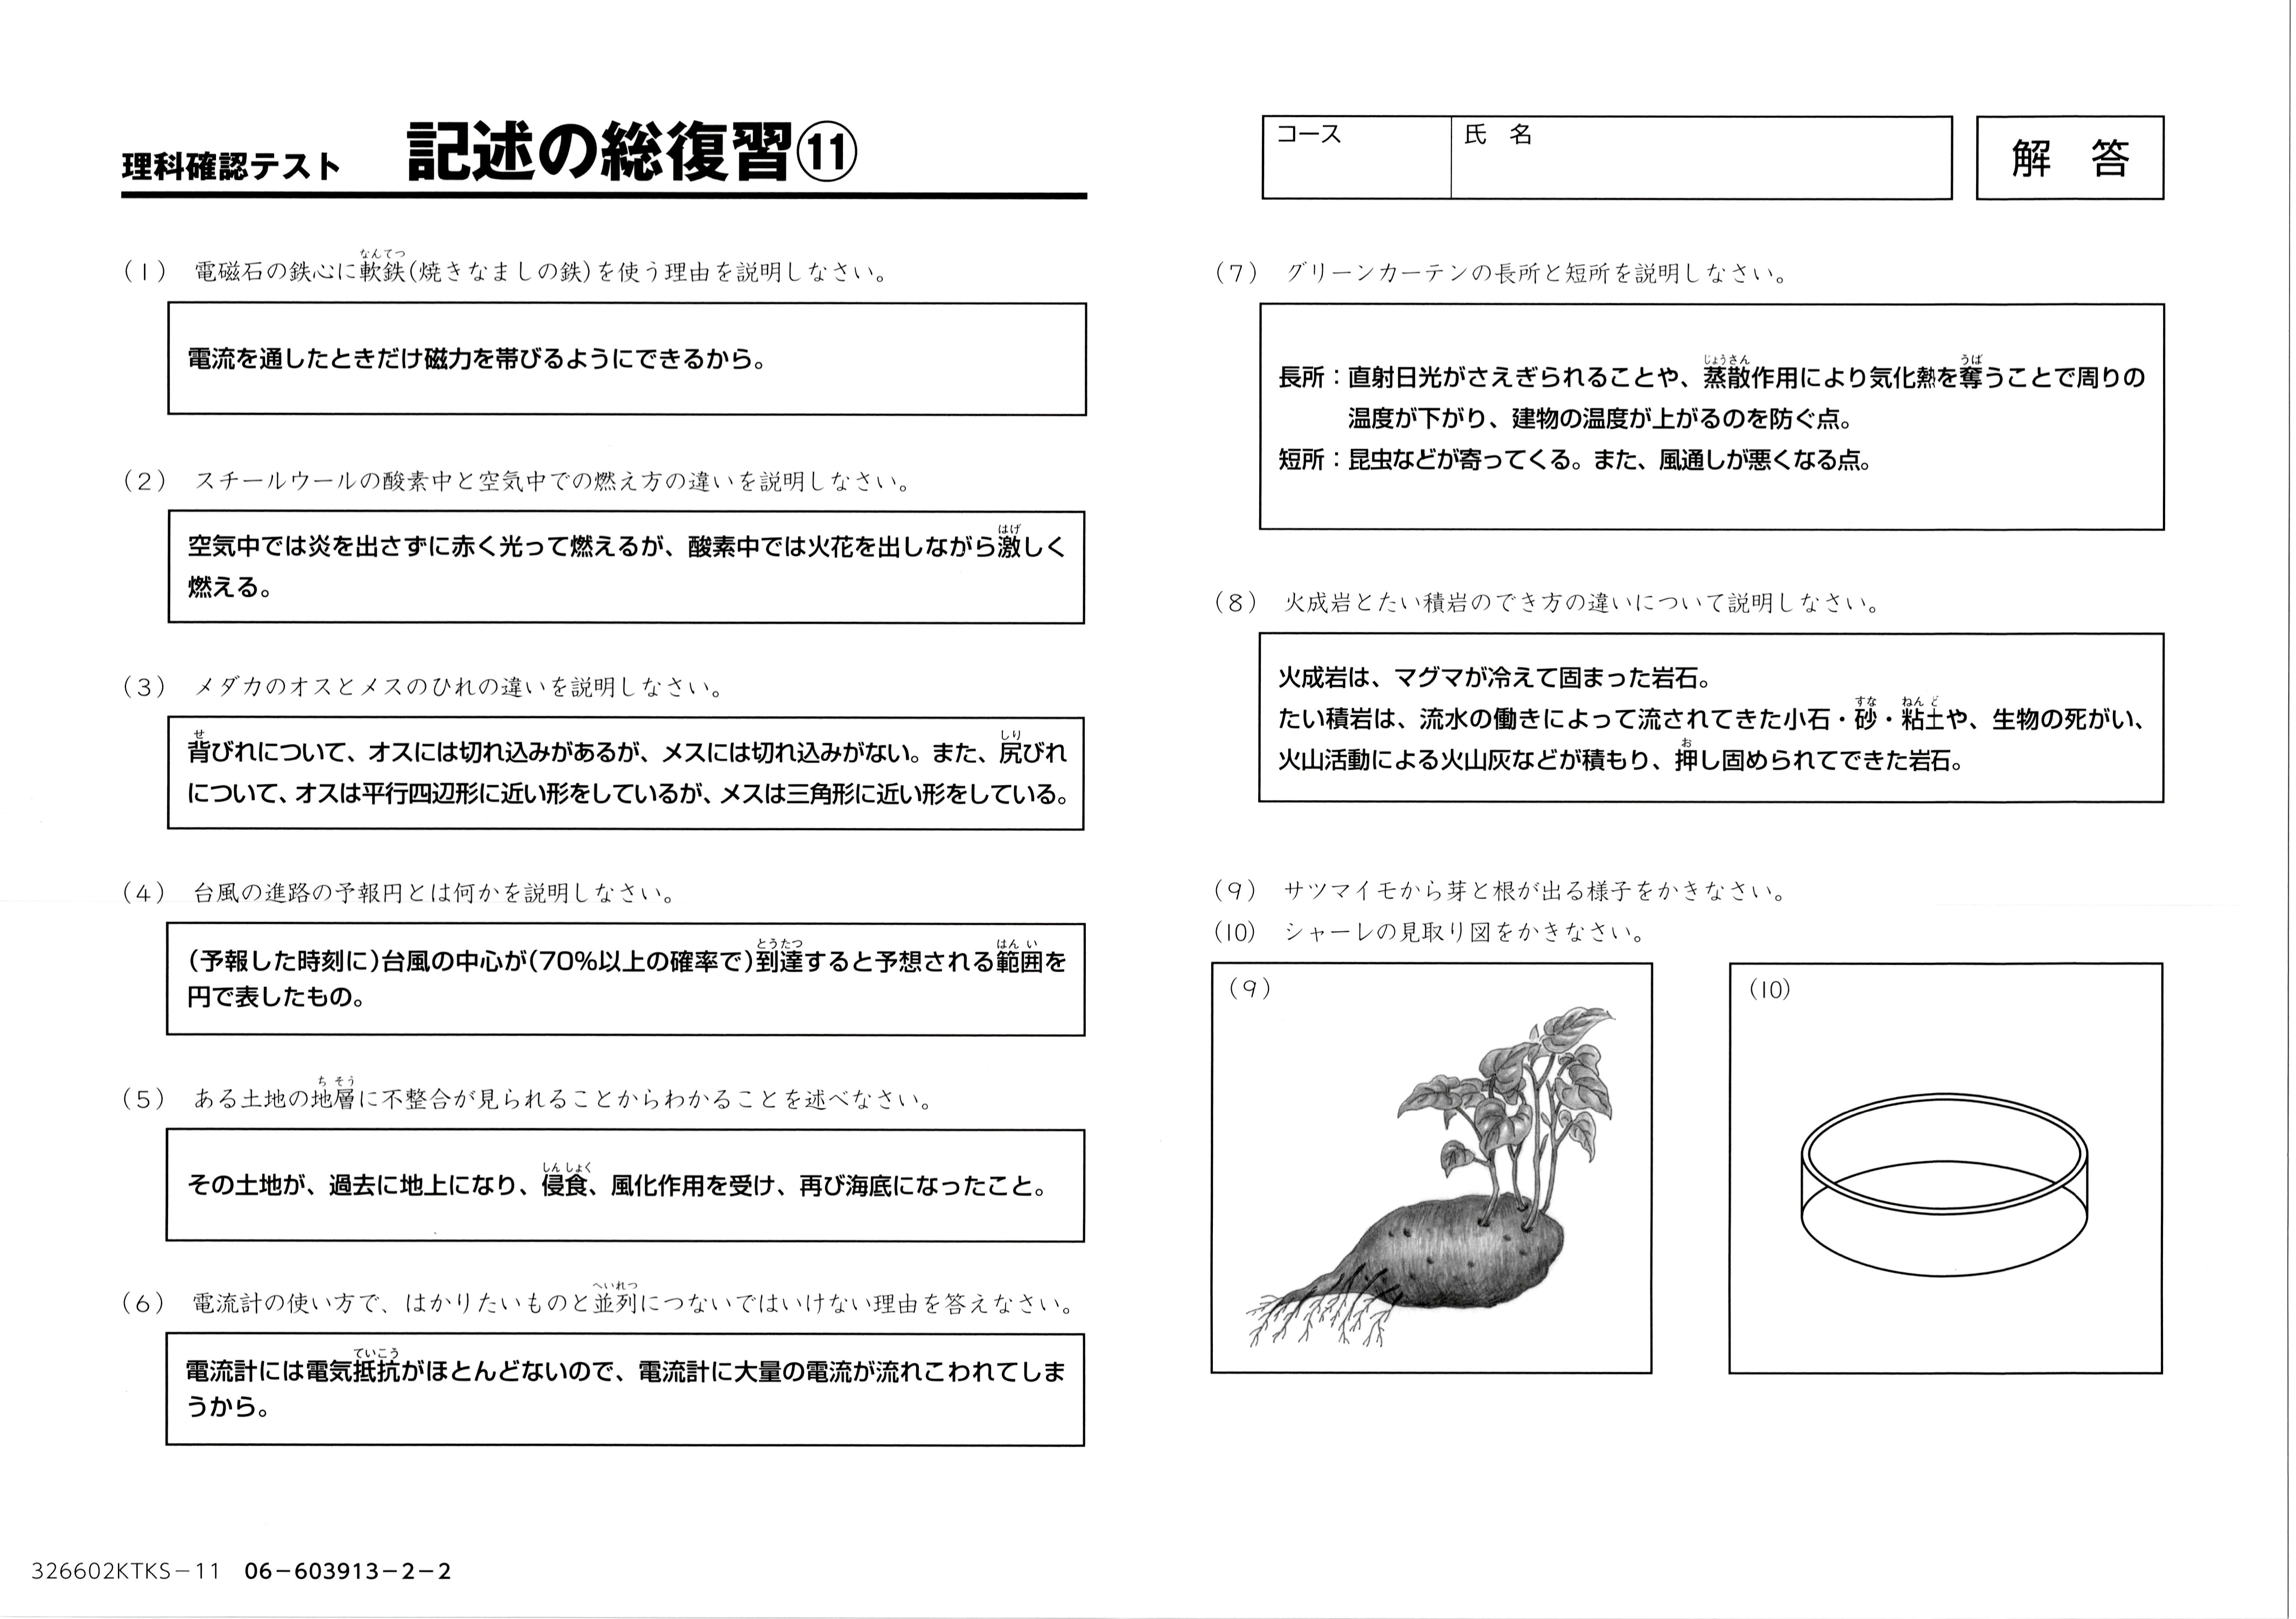 理科確認テスト 記述の総復習⑪
コース 氏名 解答
(1) 電磁石の鉄心に軟鉄(焼きなましの鉄)を使う理由を説明しなさい。
電流を通したときだけ磁力を帯びるようにできるから。
(2) スチールウールの酸素中と空気中での燃え方の違いを説明しなさい。
空気中では炎を出さずに赤く光って燃えるが、酸素中では火花を出しながら激しく
燃える。
(3) メダカのオスとメスのひれの違いを説明しなさい。
背びれについて、オスには切れ込みがあるが、メスには切れ込みがない。また、尻びれ
について、オスは平行四辺形に近い形をしているが、メスは三角形に近い形をしている。
(4) 台風の進路の予報円とは何かを説明しなさい。
(予報した時刻に)台風の中心が(70%以上の確率で)到達すると予想される範囲を
円で表したもの。
(5) ある土地の地層に不整合が見られることからわかることを述べなさい。
その土地が、過去に地上になり、侵食、風化作用を受け、再び海底になったこと。
(6) 電流計の使い方で、はかりたいものと並列につないではいけない理由を答えなさい。
電流計には電気抵抗がほとんどないので、電流計に大量の電流が流れこわれてしま
うから。
(7) グリーンカーテンの長所と短所を説明しなさい。
長所：直射日光がさえぎられることや、蒸散作用により気化熱を奪うことで周りの
温度が下がり、建物の温度が上がるのを防ぐ点。
短所：昆虫などが寄ってくる。また、風通しが悪くなる点。
(8) 火成岩とたい積岩のでき方の違いについて説明しなさい。
火成岩は、マグマが冷えて固まった岩石。
たい積岩は、流水の働きによって流されてきた小石・砂・粘土や、生物の死がい、
火山活動による火山灰などが積もり、押し固められてできた岩石。
(9) サツマイモから芽と根が出る様子をかきなさい。
(10) シャーレの見取り図をかきなさい。
(9) (10)
326602KTKS－11 06－603913－2－2